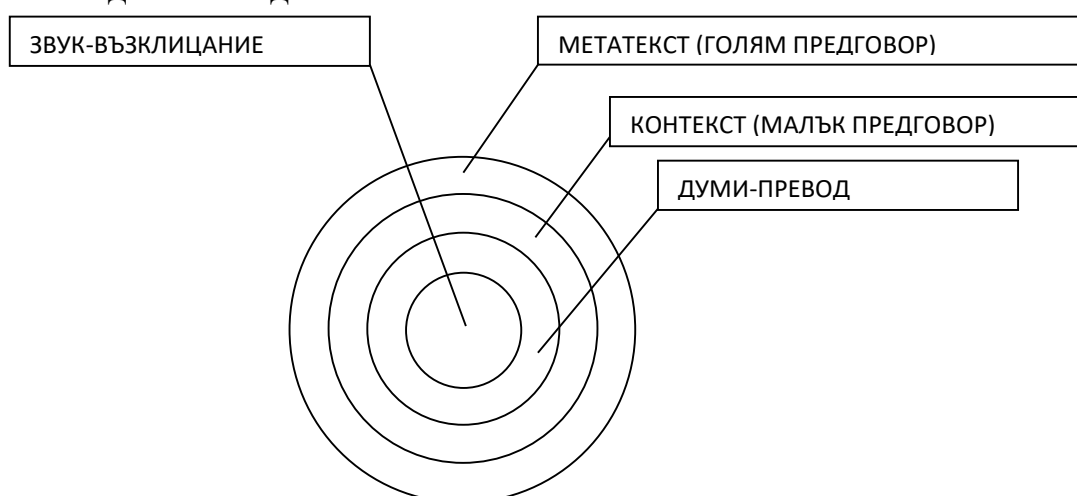 ЗВУК-ВЪЗКЛИЦАНИЕ
МЕТАТЕКСТ (ГОЛЯМ ПРЕДГОВОР)
КОНТЕКСТ (МАЛЪК ПРЕДГОВОР)
ДУМИ-ПРЕВОД